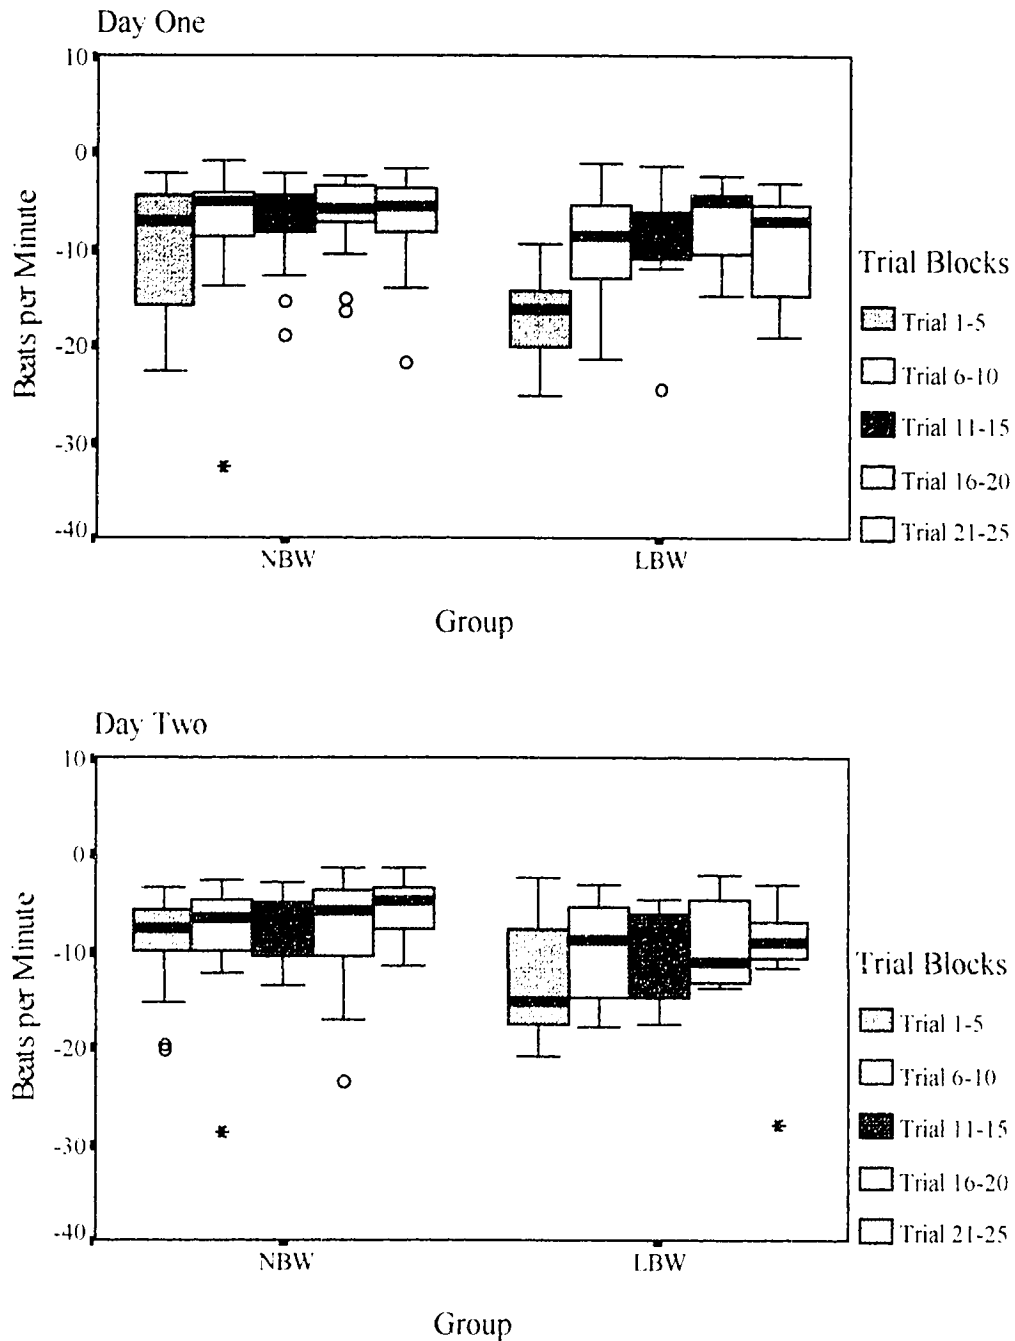 Day One
10
0
-10
-20
-30
-40
Beats per Minute
NBW
LBW
Group
Trial Blocks
Trial 1-5
Trial 6-10
Trial 11-15
Trial 16-20
Trial 21-25
Day Two
10
0
-10
-20
-30
-40
Beats per Minute
NBW
LBW
Group
Trial Blocks
Trial 1-5
Trial 6-10
Trial 11-15
Trial 16-20
Trial 21-25